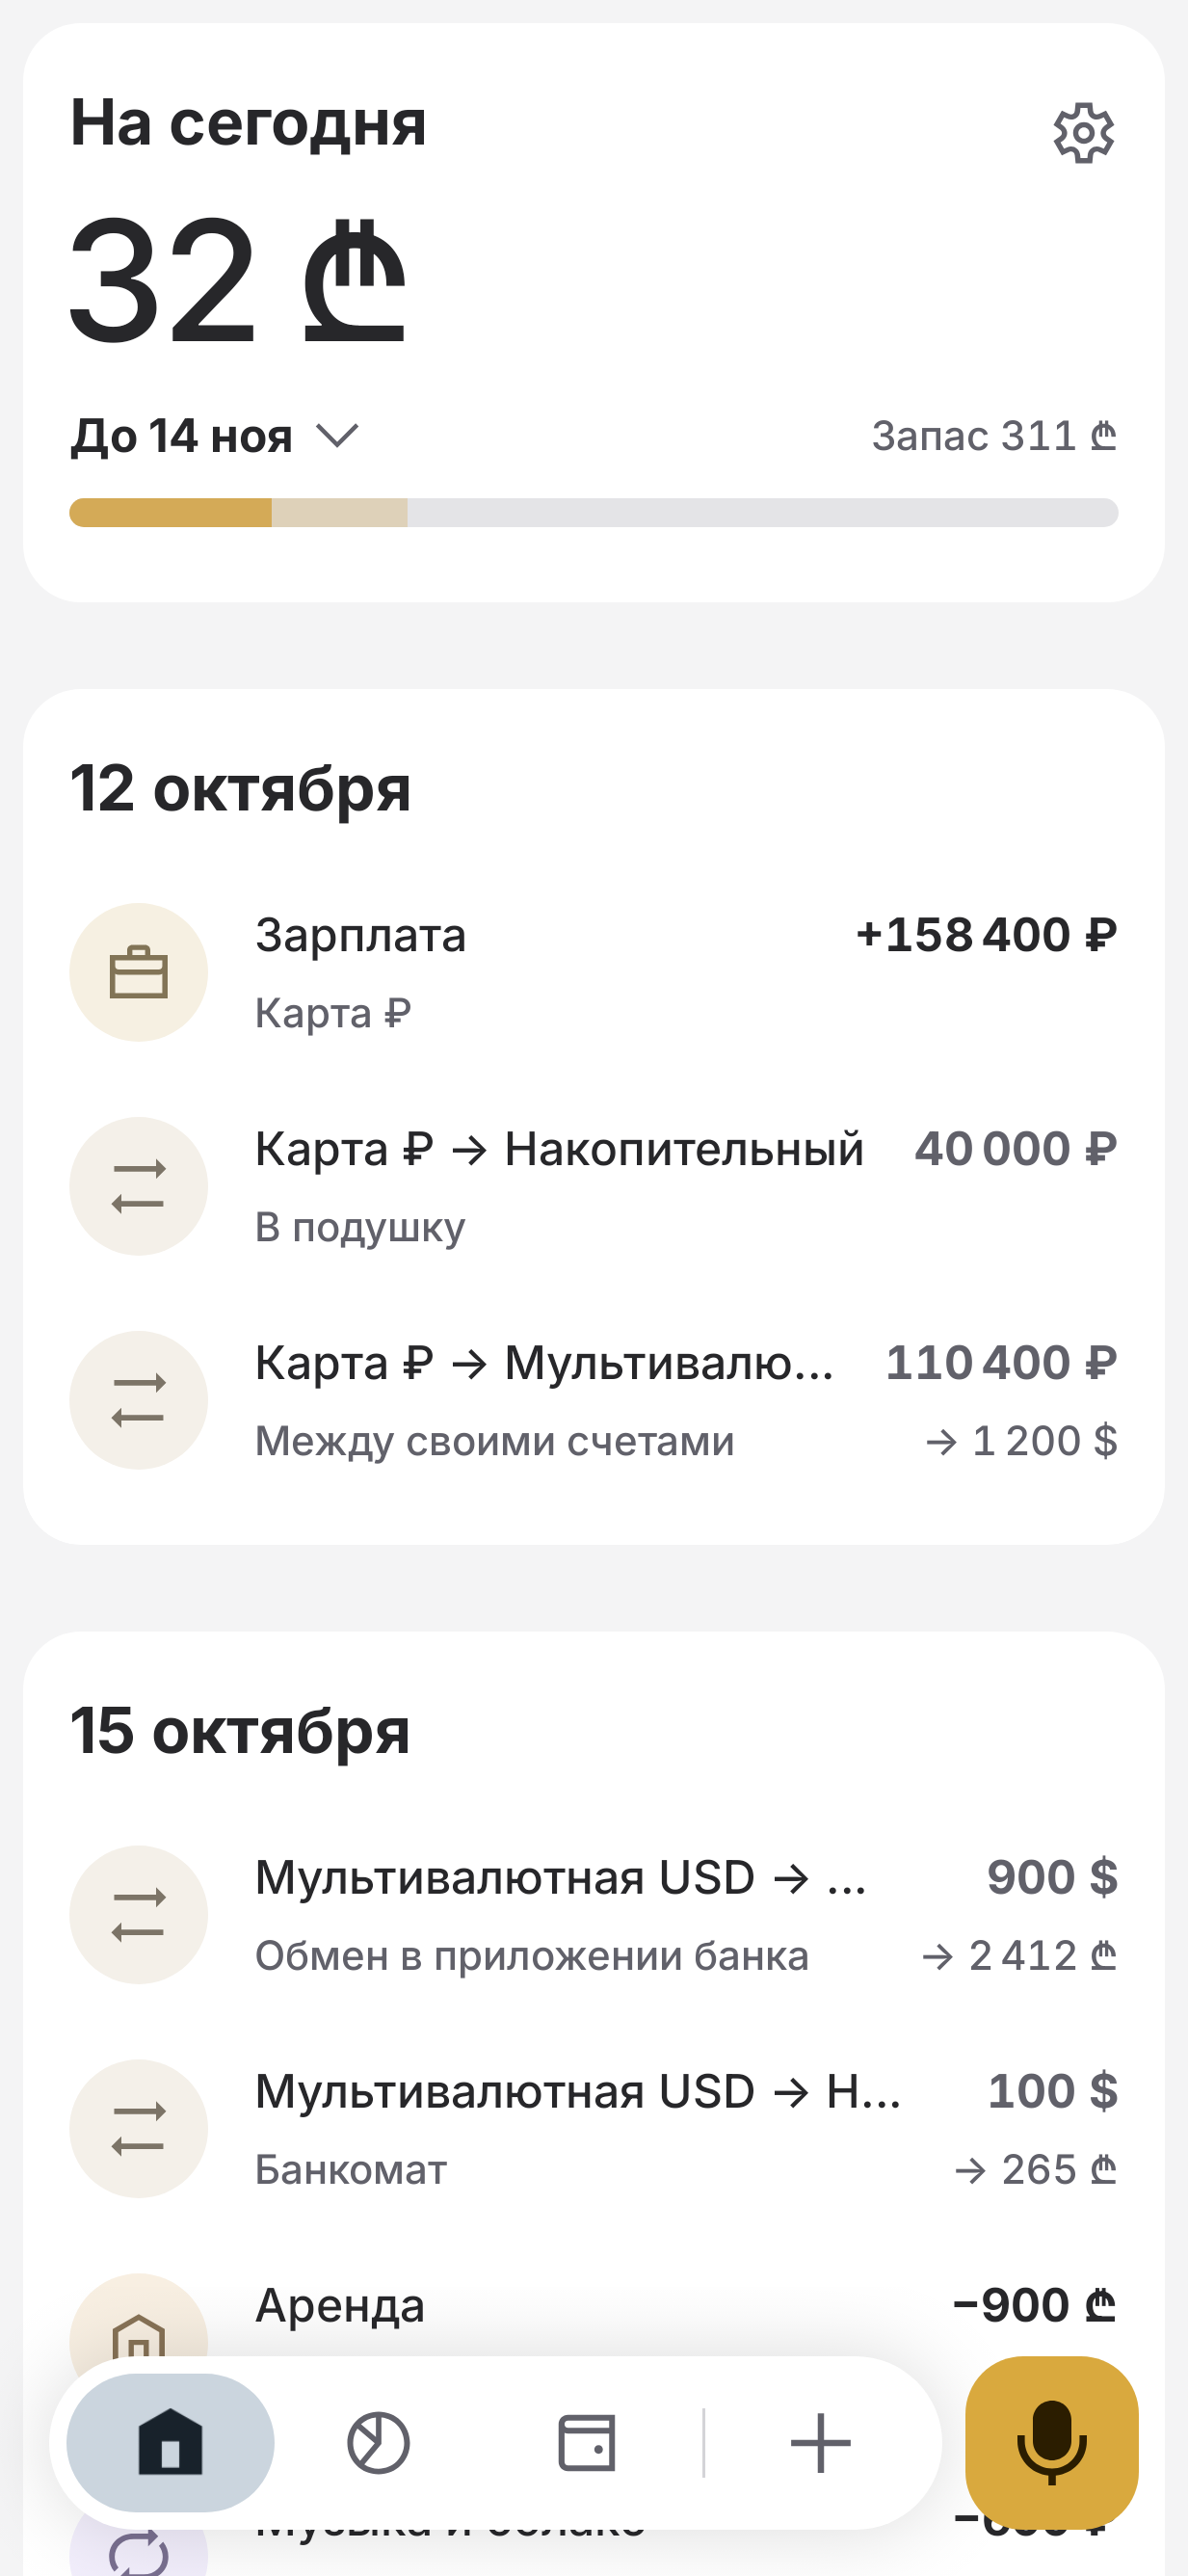 На сегодня
32 ₾
До 14 ноя
Запас 311 ₾
12 октября
Зарплата +158 400 ₽
Карта ₽
Карта ₽ → Накопительный 40 000 ₽
В подушку
Карта ₽ → Мультивалю... 110 400 ₽
Между своими счетами → 1 200 $
15 октября
Мультивалютная USD → ... 900 $
Обмен в приложении банка → 2 412 ₾
Мультивалютная USD → Н... 100 $
Банкомат → 265 ₾
Аренда −900 ₾
Музыка и облако